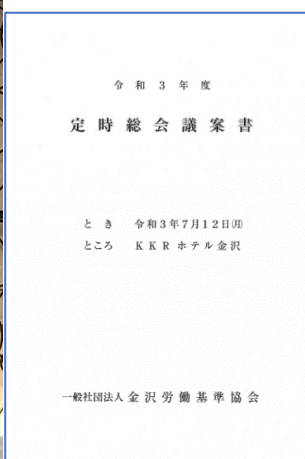 令和3年度
定時総会議案書
とき 令和3年7月12日㈪
ところ KKRホテル金沢
一般社団法人 金沢労働基準協会